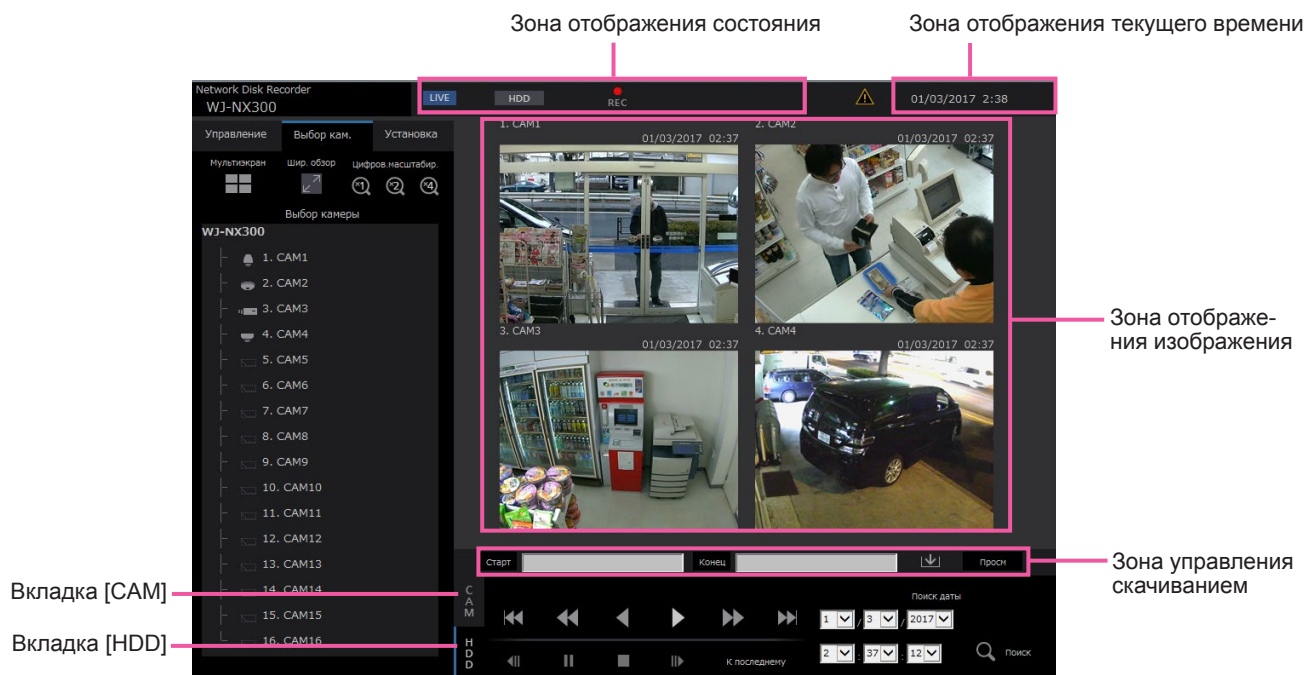 Зона отображения состояния
Зона отображения текущего времени
Network Disk Recorder
WJ-NX300
LIVE
HDD
REC
01/03/2017 2:38
Управление
Выбор кам.
Установка
Мультиэкран
Шир. обзор
Цифров.масштабир.
×1
×2
×4
Выбор камеры
WJ-NX300
1. CAM1
2. CAM2
3. CAM3
4. CAM4
5. CAM5
6. CAM6
7. CAM7
8. CAM8
9. CAM9
10. CAM10
11. CAM11
12. CAM12
13. CAM13
14. CAM14
15. CAM15
16. CAM16
1. CAM1
01/03/2017 02:37
2. CAM2
01/03/2017 02:37
3. CAM3
01/03/2017 02:37
4. CAM4
01/03/2017 02:37
Зона отображе-
ния изображения
Старт
Конец
Просм
Зона управления
скачиванием
Вкладка [CAM]
Вкладка [HDD]
CAM
HDD
К последнему
Поиск даты
1 / 3 / 2017
2 : 37 : 12
Поиск